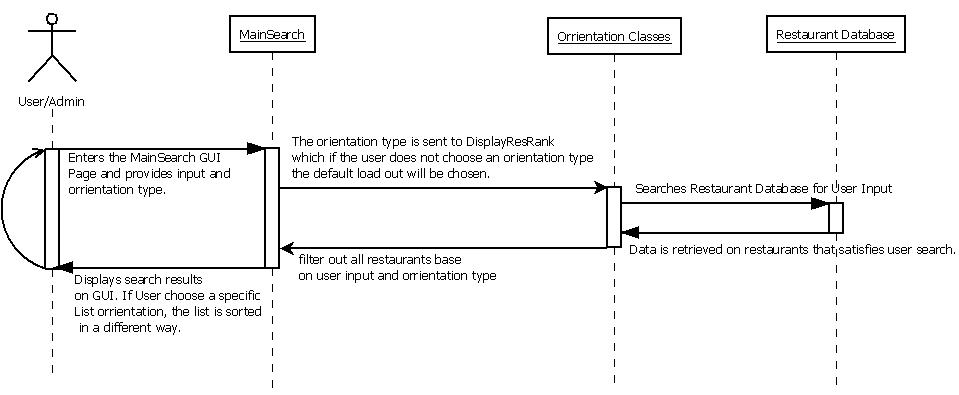 MainSearch
Orrientation Classes
Restaurant Database
User/Admin
Enters the MainSearch GUI
Page and provides input and
orrientation type.
The orientation type is sent to DisplayResRank
which if the user does not choose an orientation type
the default load out will be chosen.
Searches Restaurant Database for User Input
Data is retrieved on restaurants that satisfies user search.
filter out all restaurants base
on user input and orrientation type
Displays search results
on GUI. If User choose a specific
List orrientation, the list is sorted
in a different way.